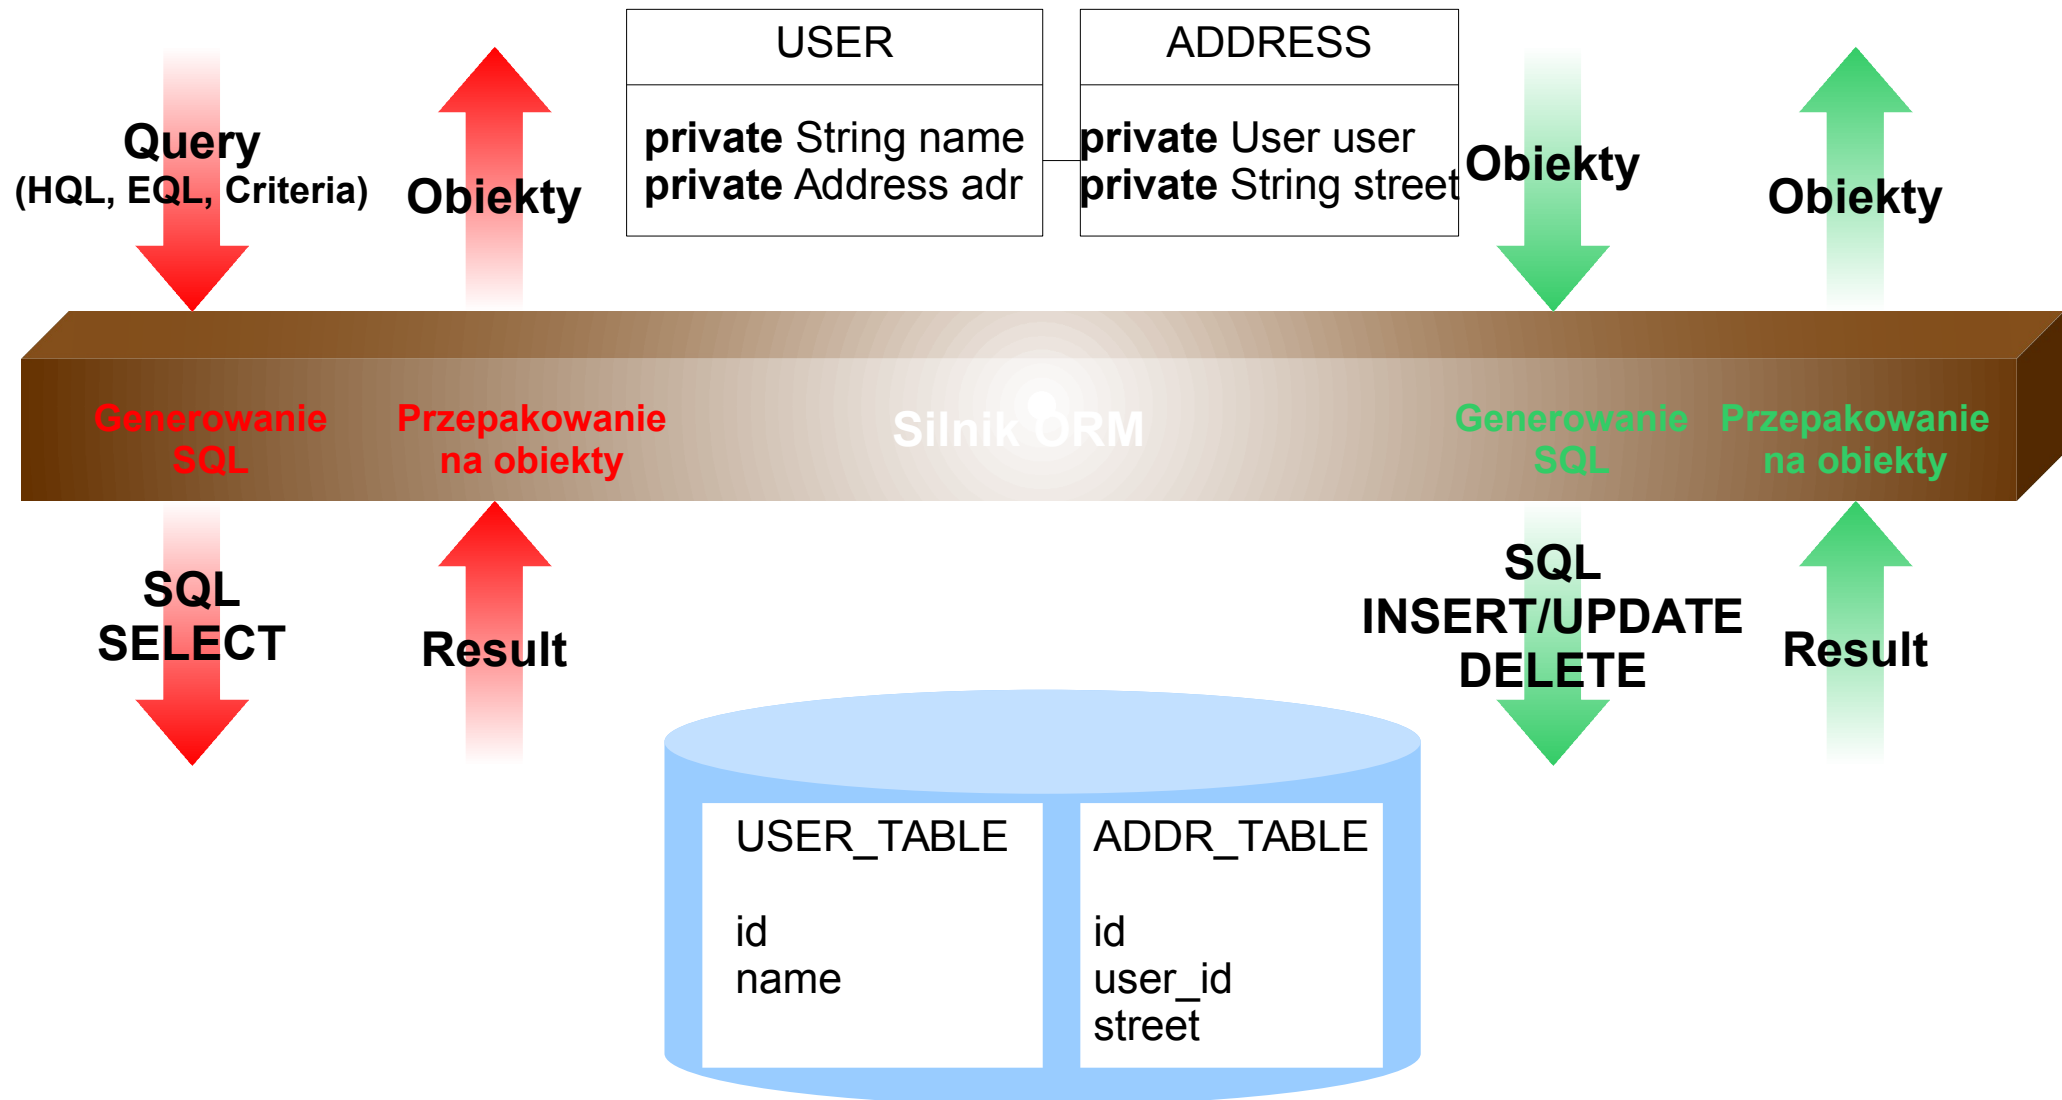 USER
ADDRESS
Query
(HQL, EQL, Criteria)
Obiekty
private String name
private Address adr
private User user
private String street
Obiekty
Obiekty
Generowanie
SQL
Przepakowanie
na obiekty
Silnik ORM
Generowanie
SQL
Przepakowanie
na obiekty
SQL
SELECT
Result
SQL
INSERT/UPDATE
DELETE
Result
USER_TABLE
id
name
ADDR_TABLE
id
user_id
street